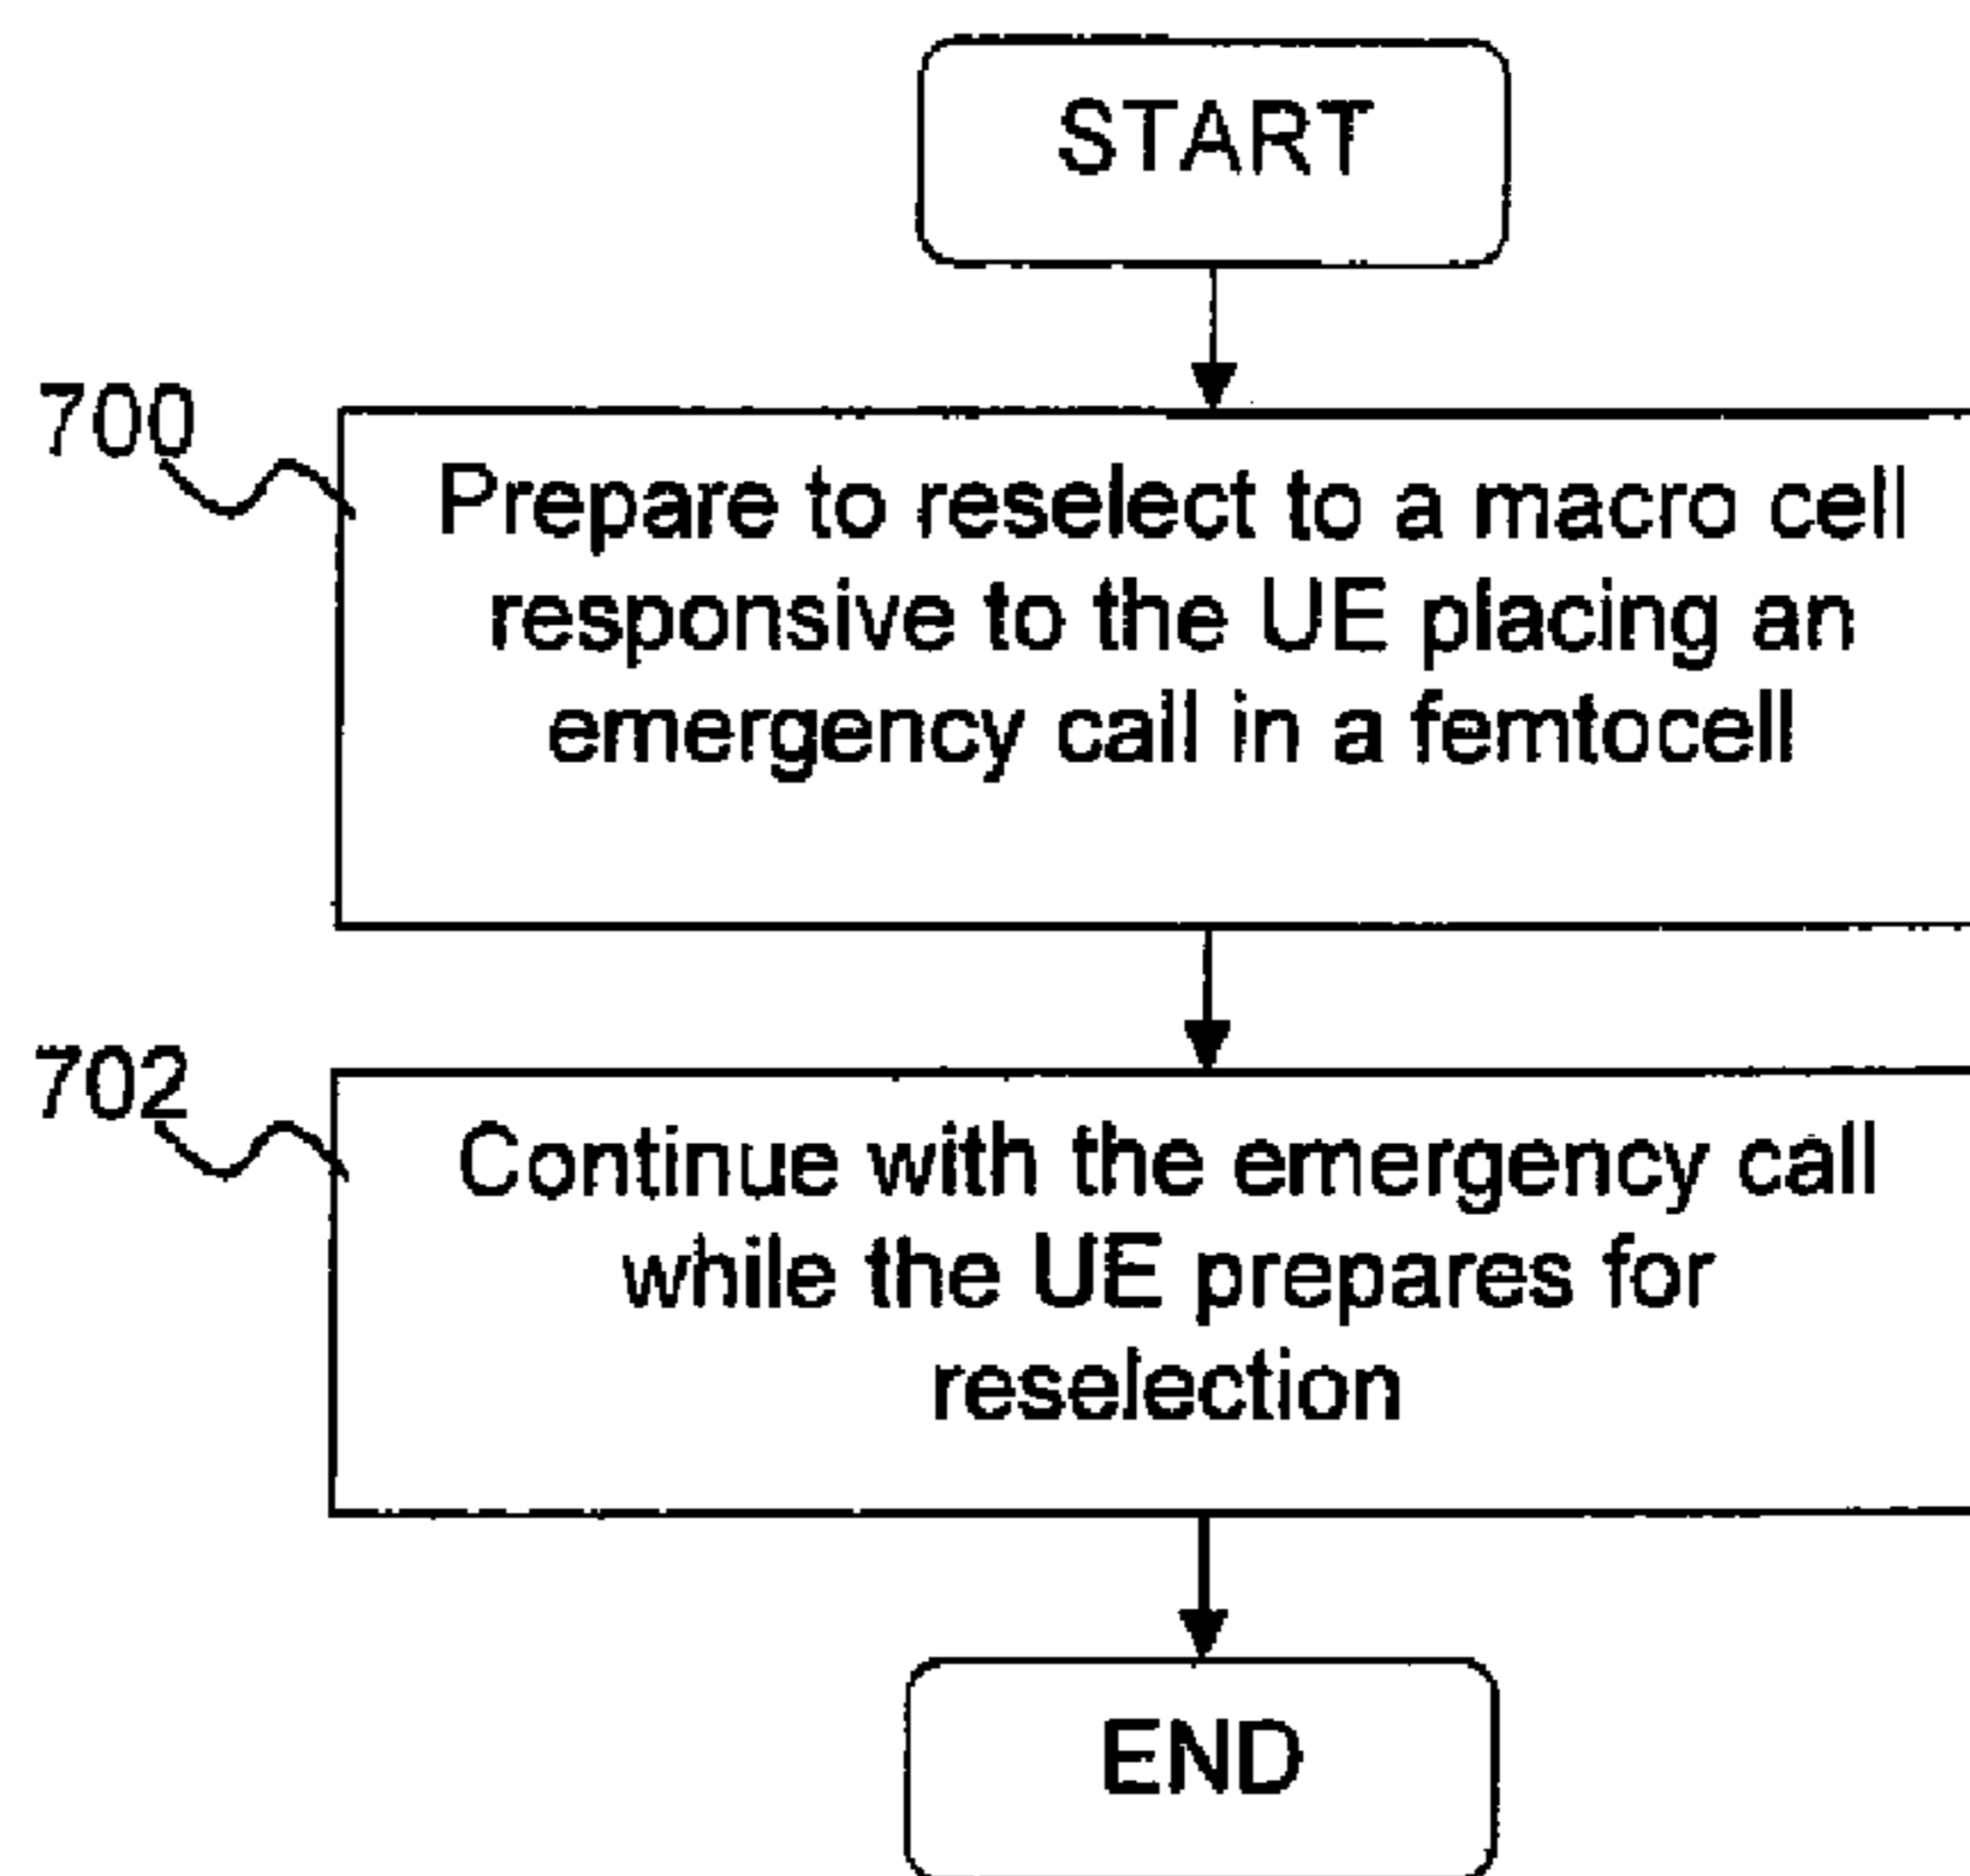 START
700
Prepare to reselect to a macro cell
responsive to the UE placing an
emergency call in a femtocell
702
Continue with the emergency call
while the UE prepares for
reselection
END